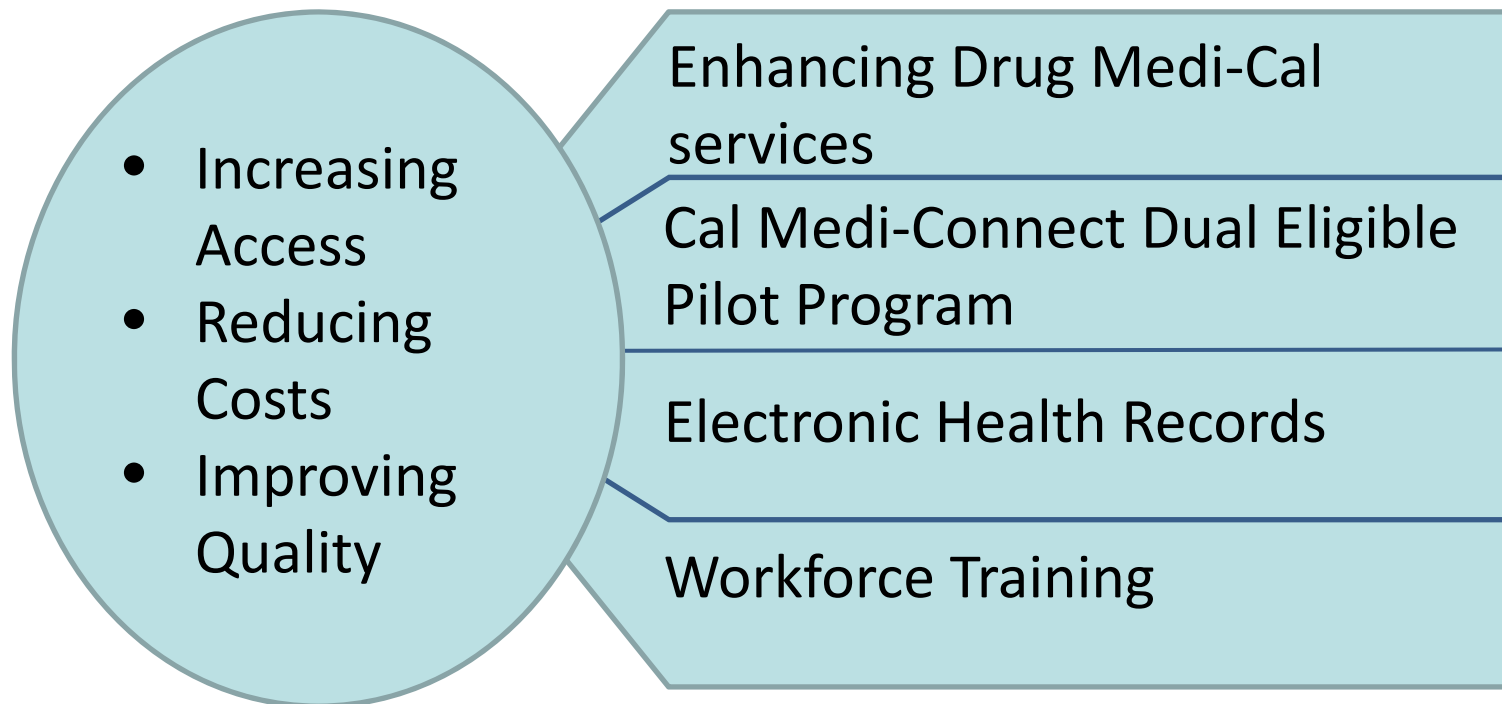 • Increasing
Access
• Reducing
Costs
• Improving
Quality
Enhancing Drug Medi-Cal
services
Cal Medi-Connect Dual Eligible
Pilot Program
Electronic Health Records
Workforce Training